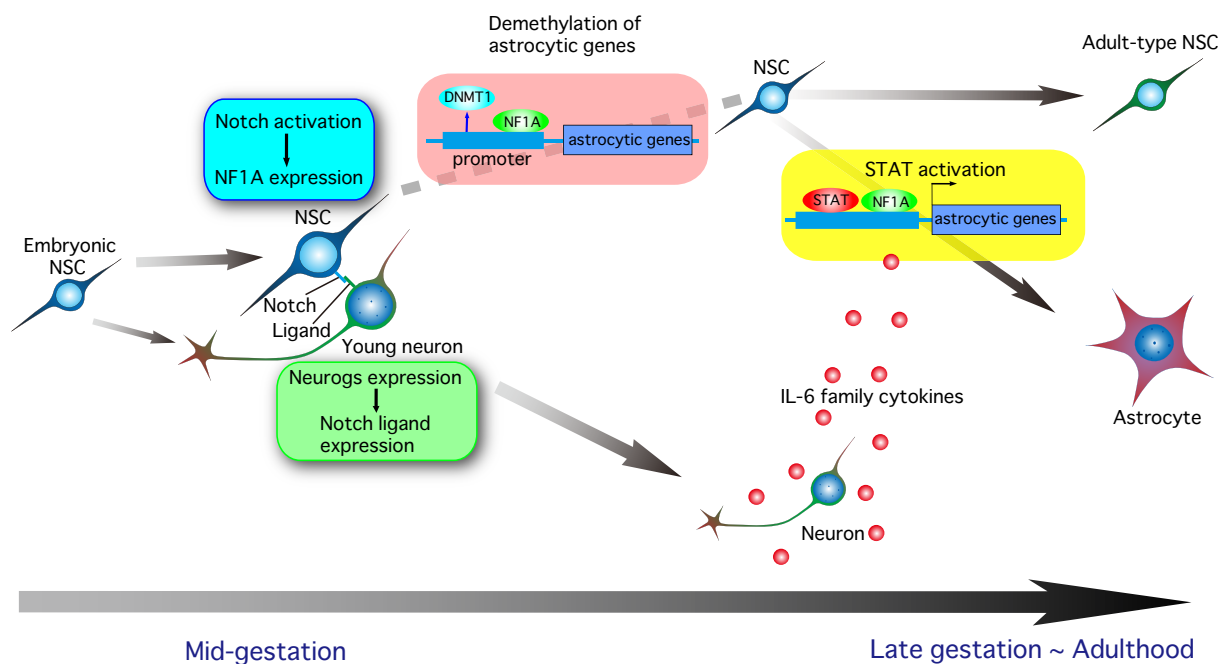 Demethylation of
astrocytic genes
NSC
Adult-type NSC
DNMT1
NF1A
astrocytic genes
promoter
Notch activation
NF1A expression
STAT activation
STAT
NF1A
astrocytic genes
NSC
Embryonic
NSC
Notch
Ligand
Young neuron
Neurogs expression
Notch ligand
expression
IL-6 family cytokines
Astrocyte
Neuron
Mid-gestation
Late gestation ~ Adulthood